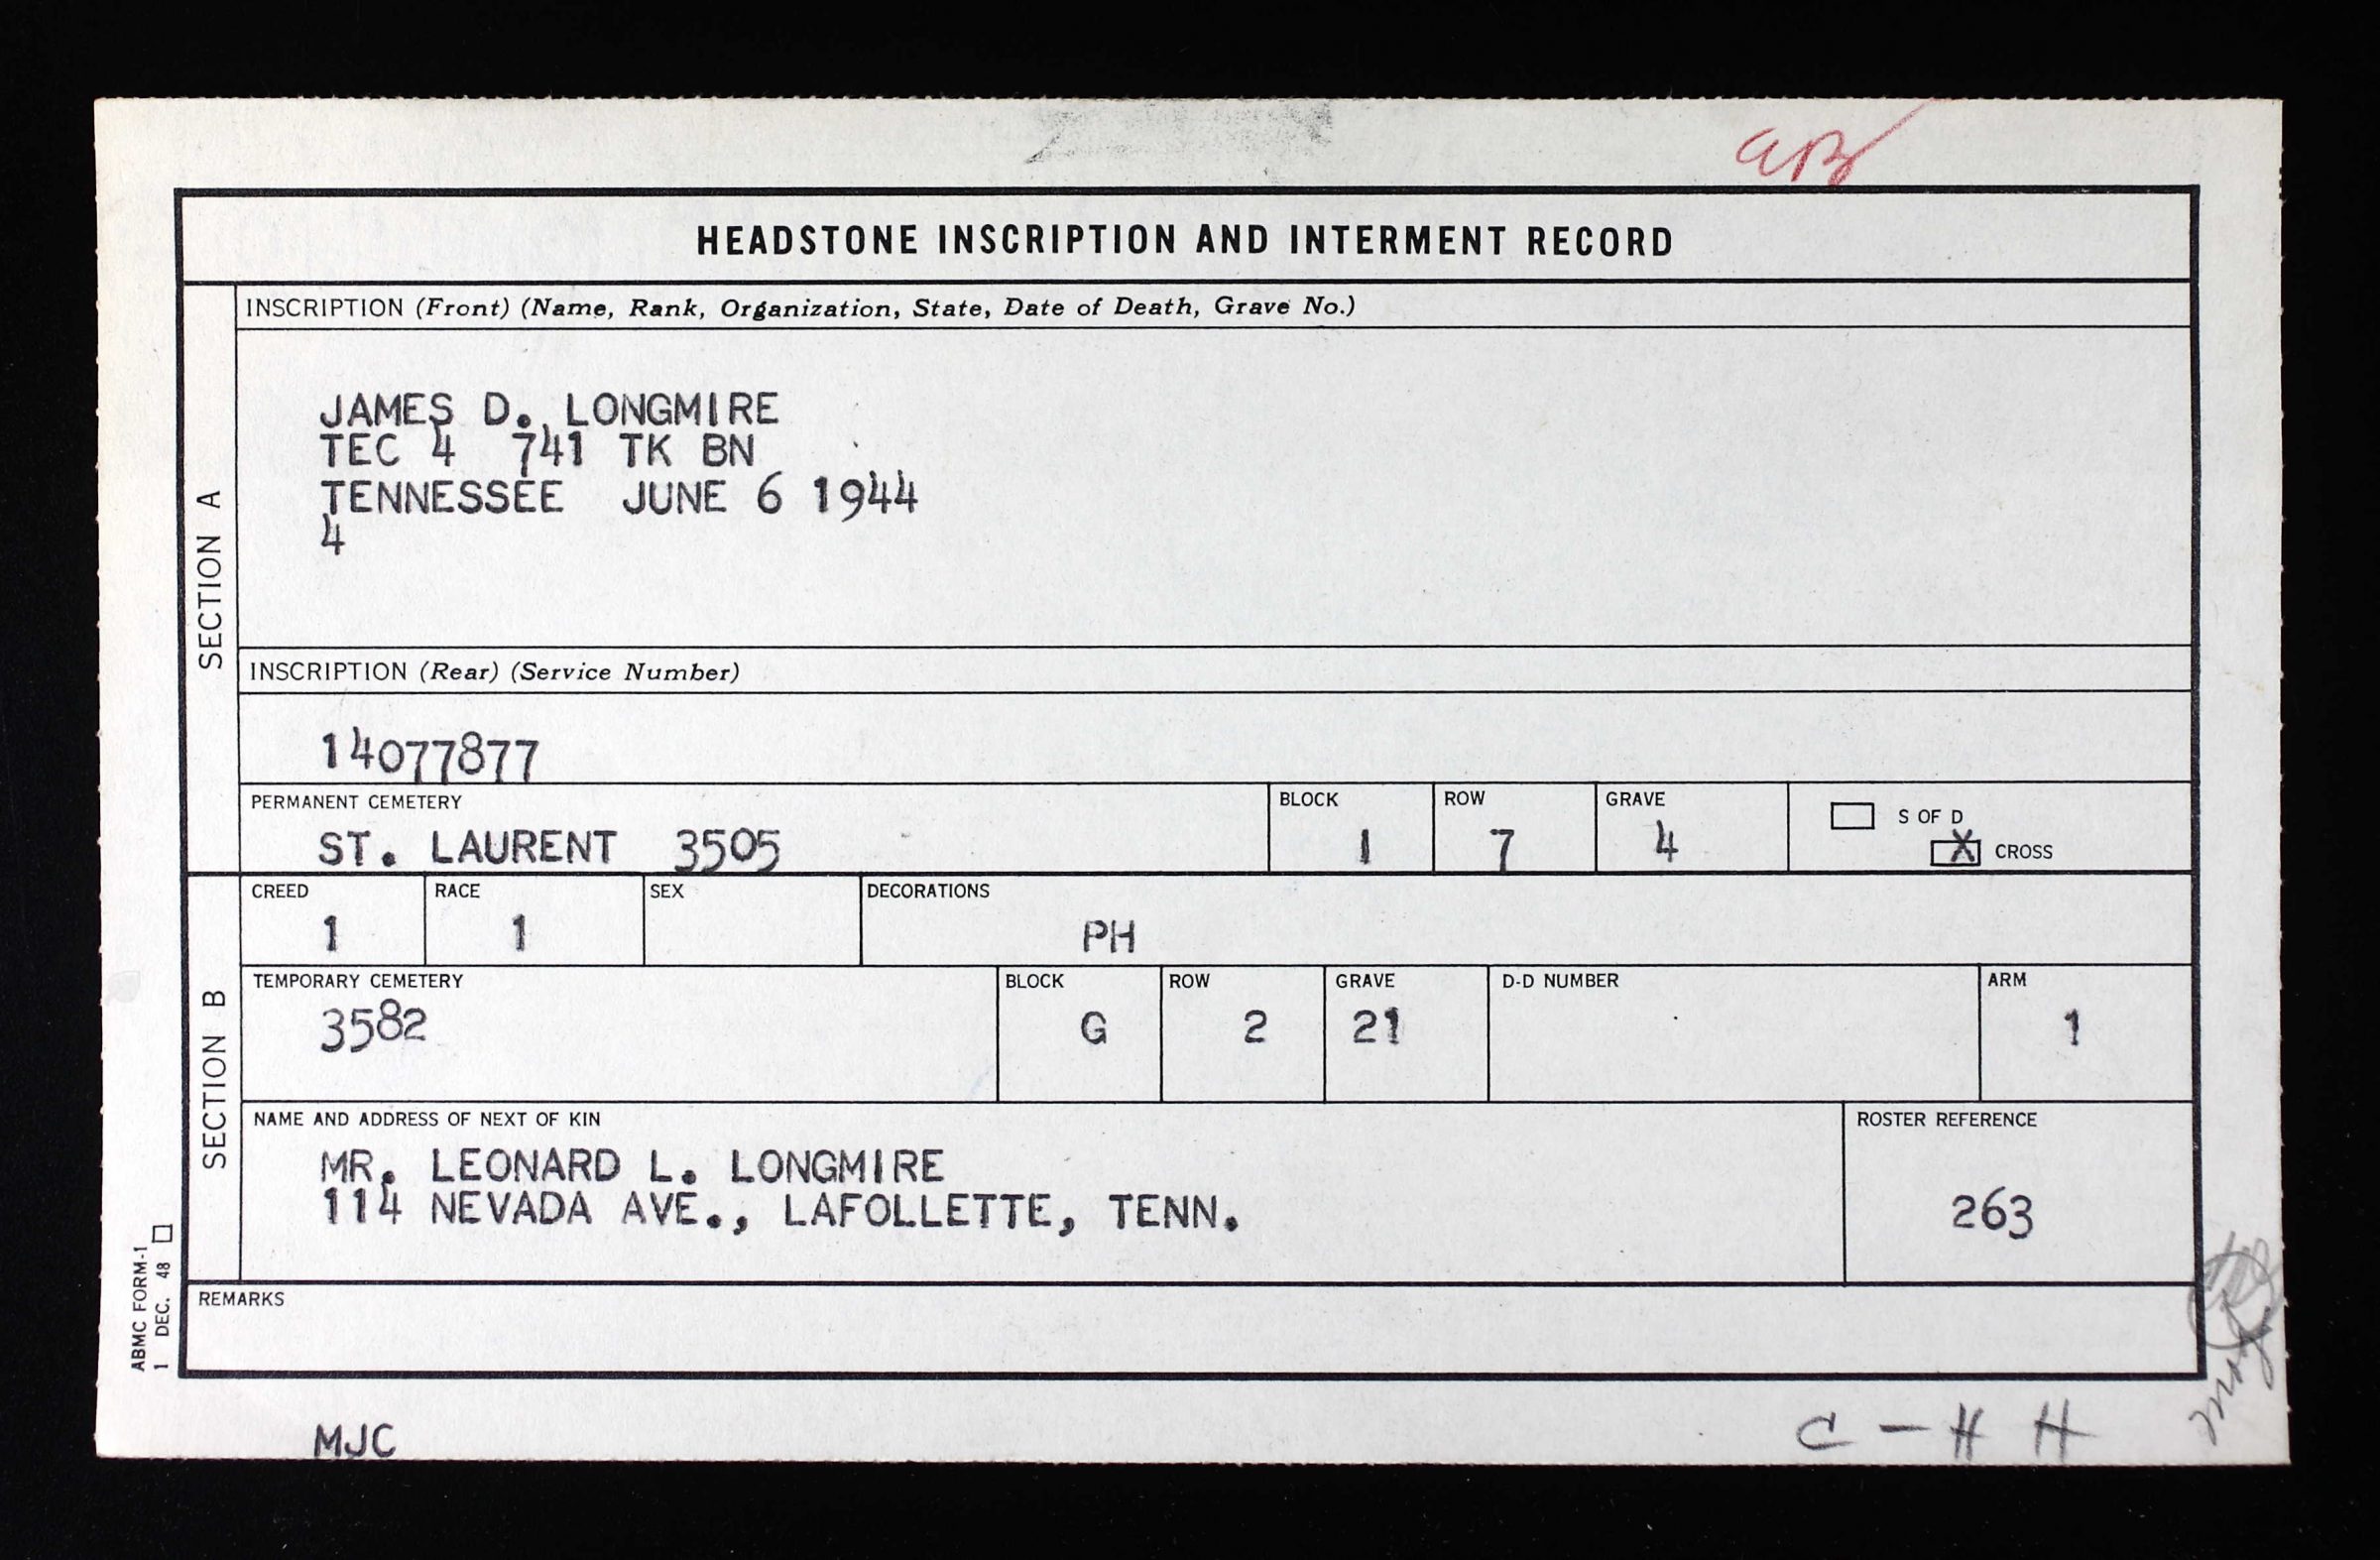 HEADSTONE INSCRIPTION AND INTERMENT RECORD
SECTION A
INSCRIPTION (Front) (Name, Rank, Organization, State, Date of Death, Grave No.)
JAMES D. LONGMIRE
TEC 4 741 TK BN
TENNESSEE JUNE 6 1944
4
INSCRIPTION (Rear) (Service Number)
14077877
PERMANENT CEMETERY BLOCK ROW GRAVE S OF D
ST. LAURENT 3505 1 7 4 X CROSS
SECTION B
CREED RACE SEX DECORATIONS
1 1 PH
TEMPORARY CEMETERY BLOCK ROW GRAVE D-D NUMBER ARM
3582 G 2 21 1
NAME AND ADDRESS OF NEXT OF KIN ROSTER REFERENCE
MR. LEONARD L. LONGMIRE
114 NEVADA AVE., LAFOLLETTE, TENN. 263
REMARKS
ABMC FORM-1
1 DEC. 48
MJC C - H H